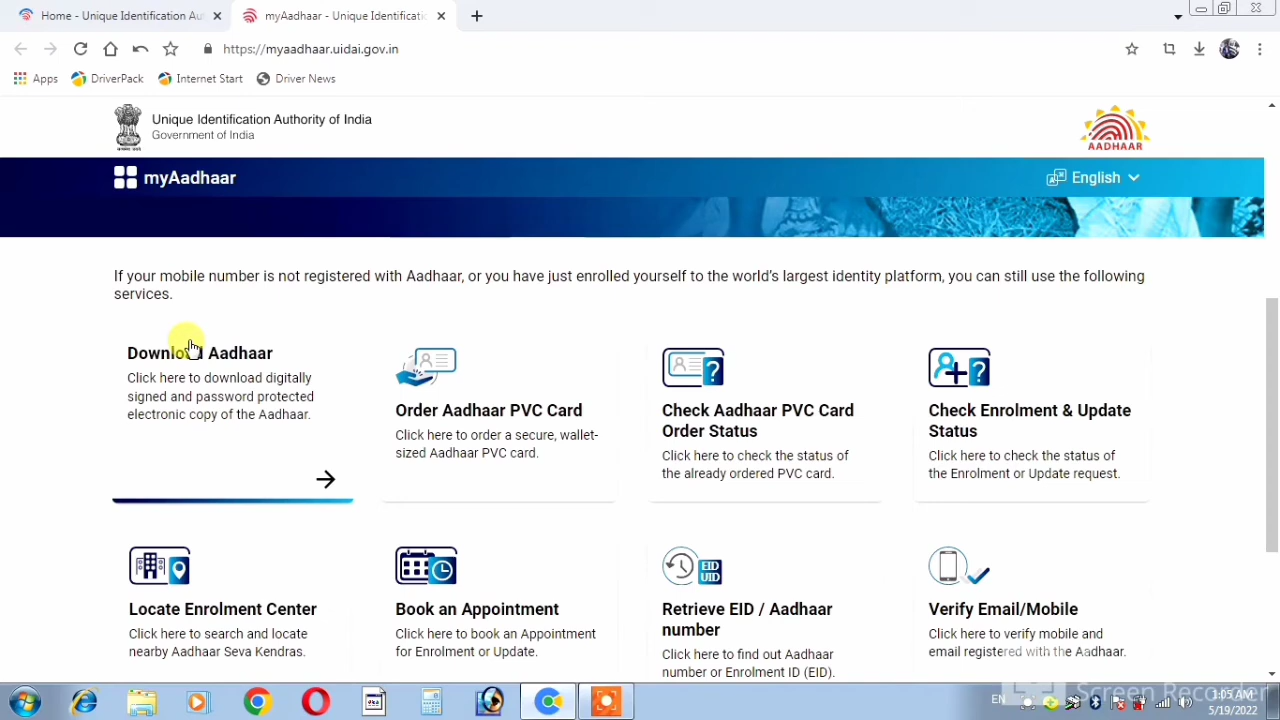 Home - Unique Identification Aut
myAadhaar - Unique Identificatio
https://myaadhaar.uidai.gov.in
Apps
DriverPack
Internet Start
Driver News
Unique Identification Authority of India
Government of India
AADHAAR
myAadhaar
English
If your mobile number is not registered with Aadhaar, or you have just enrolled yourself to the world's largest identity platform, you can still use the following
services.
Download Aadhaar
Click here to download digitally
signed and password protected
electronic copy of the Aadhaar.
Order Aadhaar PVC Card
Click here to order a secure, wallet-
sized Aadhaar PVC card.
Check Aadhaar PVC Card
Order Status
Click here to check the status of
the already ordered PVC card.
Check Enrolment & Update
Status
Click here to check the status of
the Enrolment or Update request.
Locate Enrolment Center
Click here to search and locate
nearby Aadhaar Seva Kendras.
Book an Appointment
Click here to book an Appointment
for Enrolment or Update.
EID
UID
Retrieve EID / Aadhaar
number
Click here to find out Aadhaar
number or Enrolment ID (EID).
Verify Email/Mobile
Click here to verify mobile and
email registered with the Aadhaar.
Screen Recorder
EN
1:05 AM
5/19/2022